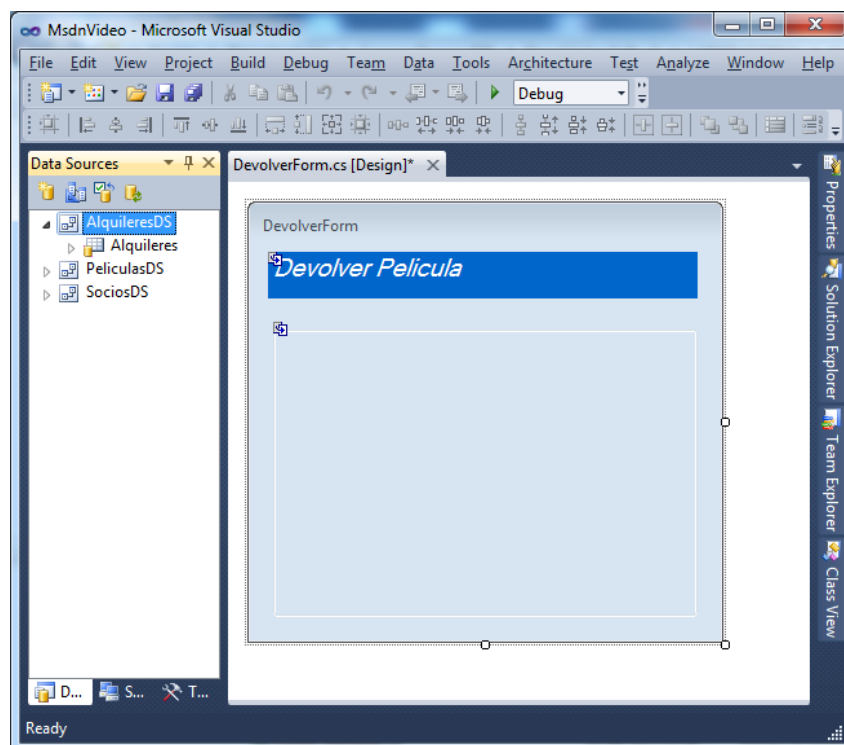 MsdnVideo - Microsoft Visual Studio
File Edit View Project Build Debug Team Data Tools Architecture Test Analyze Window Help
Debug
Data Sources
DevolverForm.cs [Design]*
AlquileresDS
Alquileres
PeliculasDS
SociosDS
DevolverForm
Devolver Pelicula
Properties
Solution Explorer
Team Explorer
Class View
D... S... T...
Ready